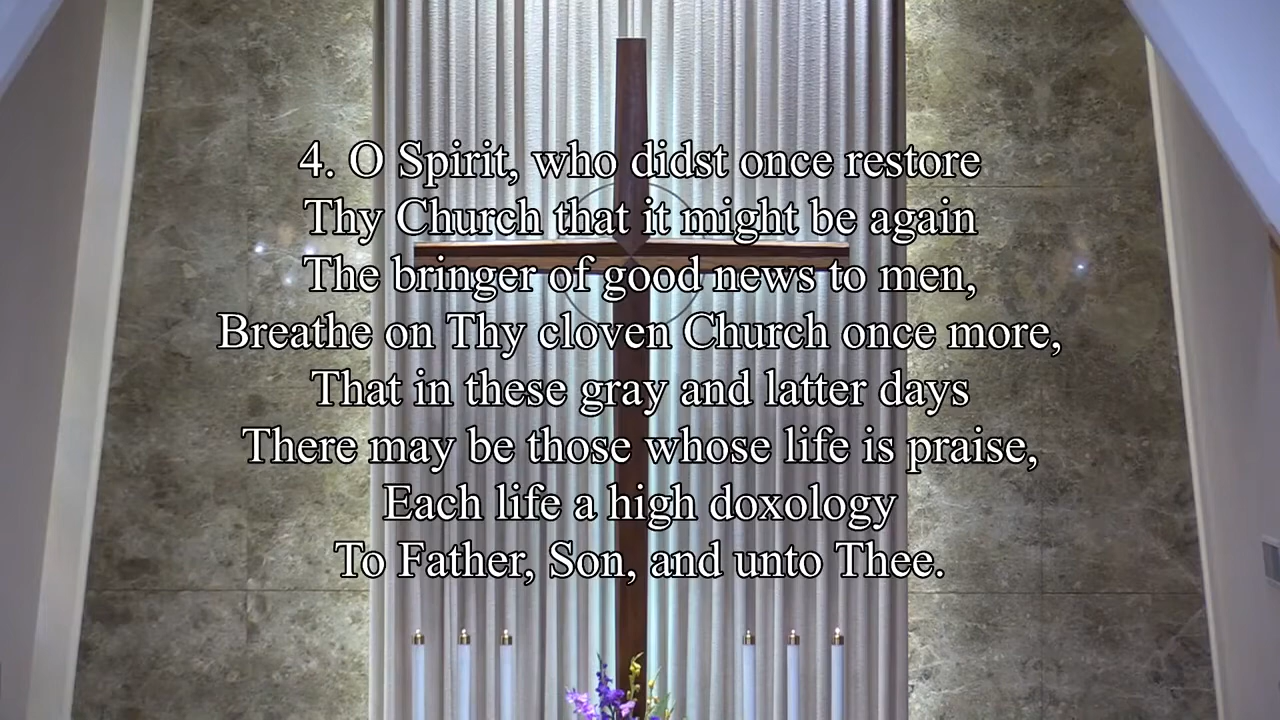 4. O Spirit, who didst once restore
Thy Church that it might be again
The bringer of good news to men,
Breathe on Thy cloven Church once more,
That in these gray and latter days
There may be those whose life is praise,
Each life a high doxology
To Father, Son, and unto Thee.